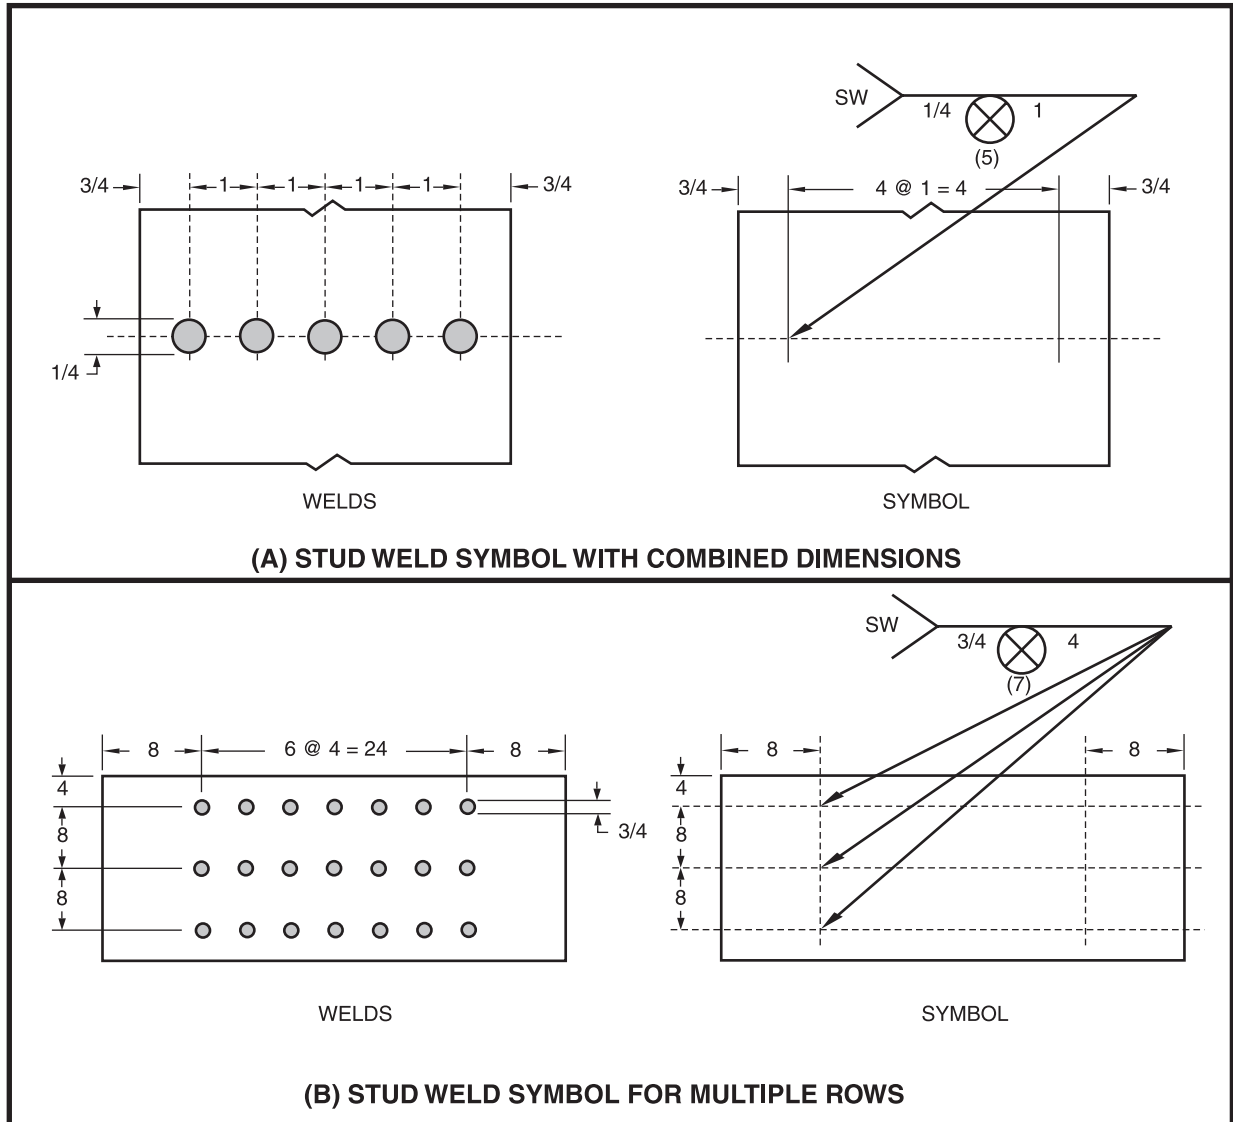 SW
1/4
1
(5)
3/4
1
1
1
1
3/4
3/4
4 @ 1 = 4
3/4
1/4
WELDS
SYMBOL
(A) STUD WELD SYMBOL WITH COMBINED DIMENSIONS
SW
3/4
4
(7)
8
6 @ 4 = 24
8
8
8
4
8
8
3/4
4
8
8
WELDS
SYMBOL
(B) STUD WELD SYMBOL FOR MULTIPLE ROWS